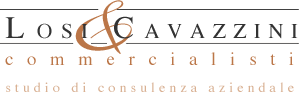 LOSI & CAVAZZINI
commercialisti
studio di consulenza aziendale